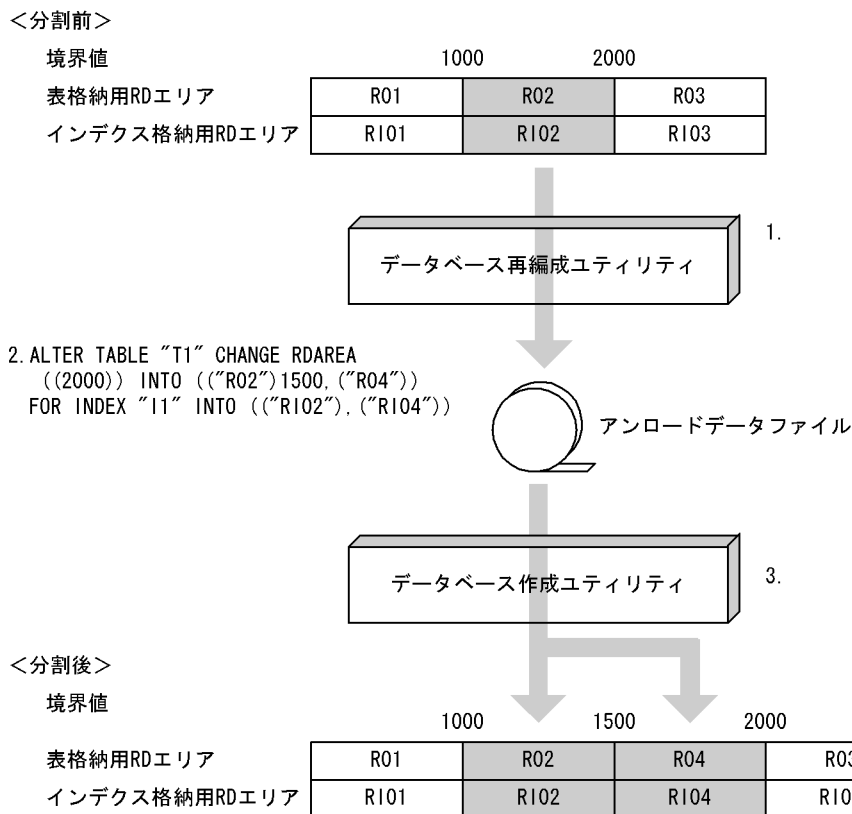 <分割前>
境界値 1000 2000
表格納用RDエリア R01 R02 R03
インデクス格納用RDエリア RI01 RI02 RI03
データベース再編成ユティリティ 1.
2. ALTER TABLE "T1" CHANGE RDAREA
((2000)) INTO (("R02")1500,("R04"))
FOR INDEX "I1" INTO (("RI02"),("RI04"))
アンロードデータファイル
データベース作成ユティリティ 3.
<分割後>
境界値
1000 1500 2000
表格納用RDエリア R01 R02 R04
インデクス格納用RDエリア RI01 RI02 RI04